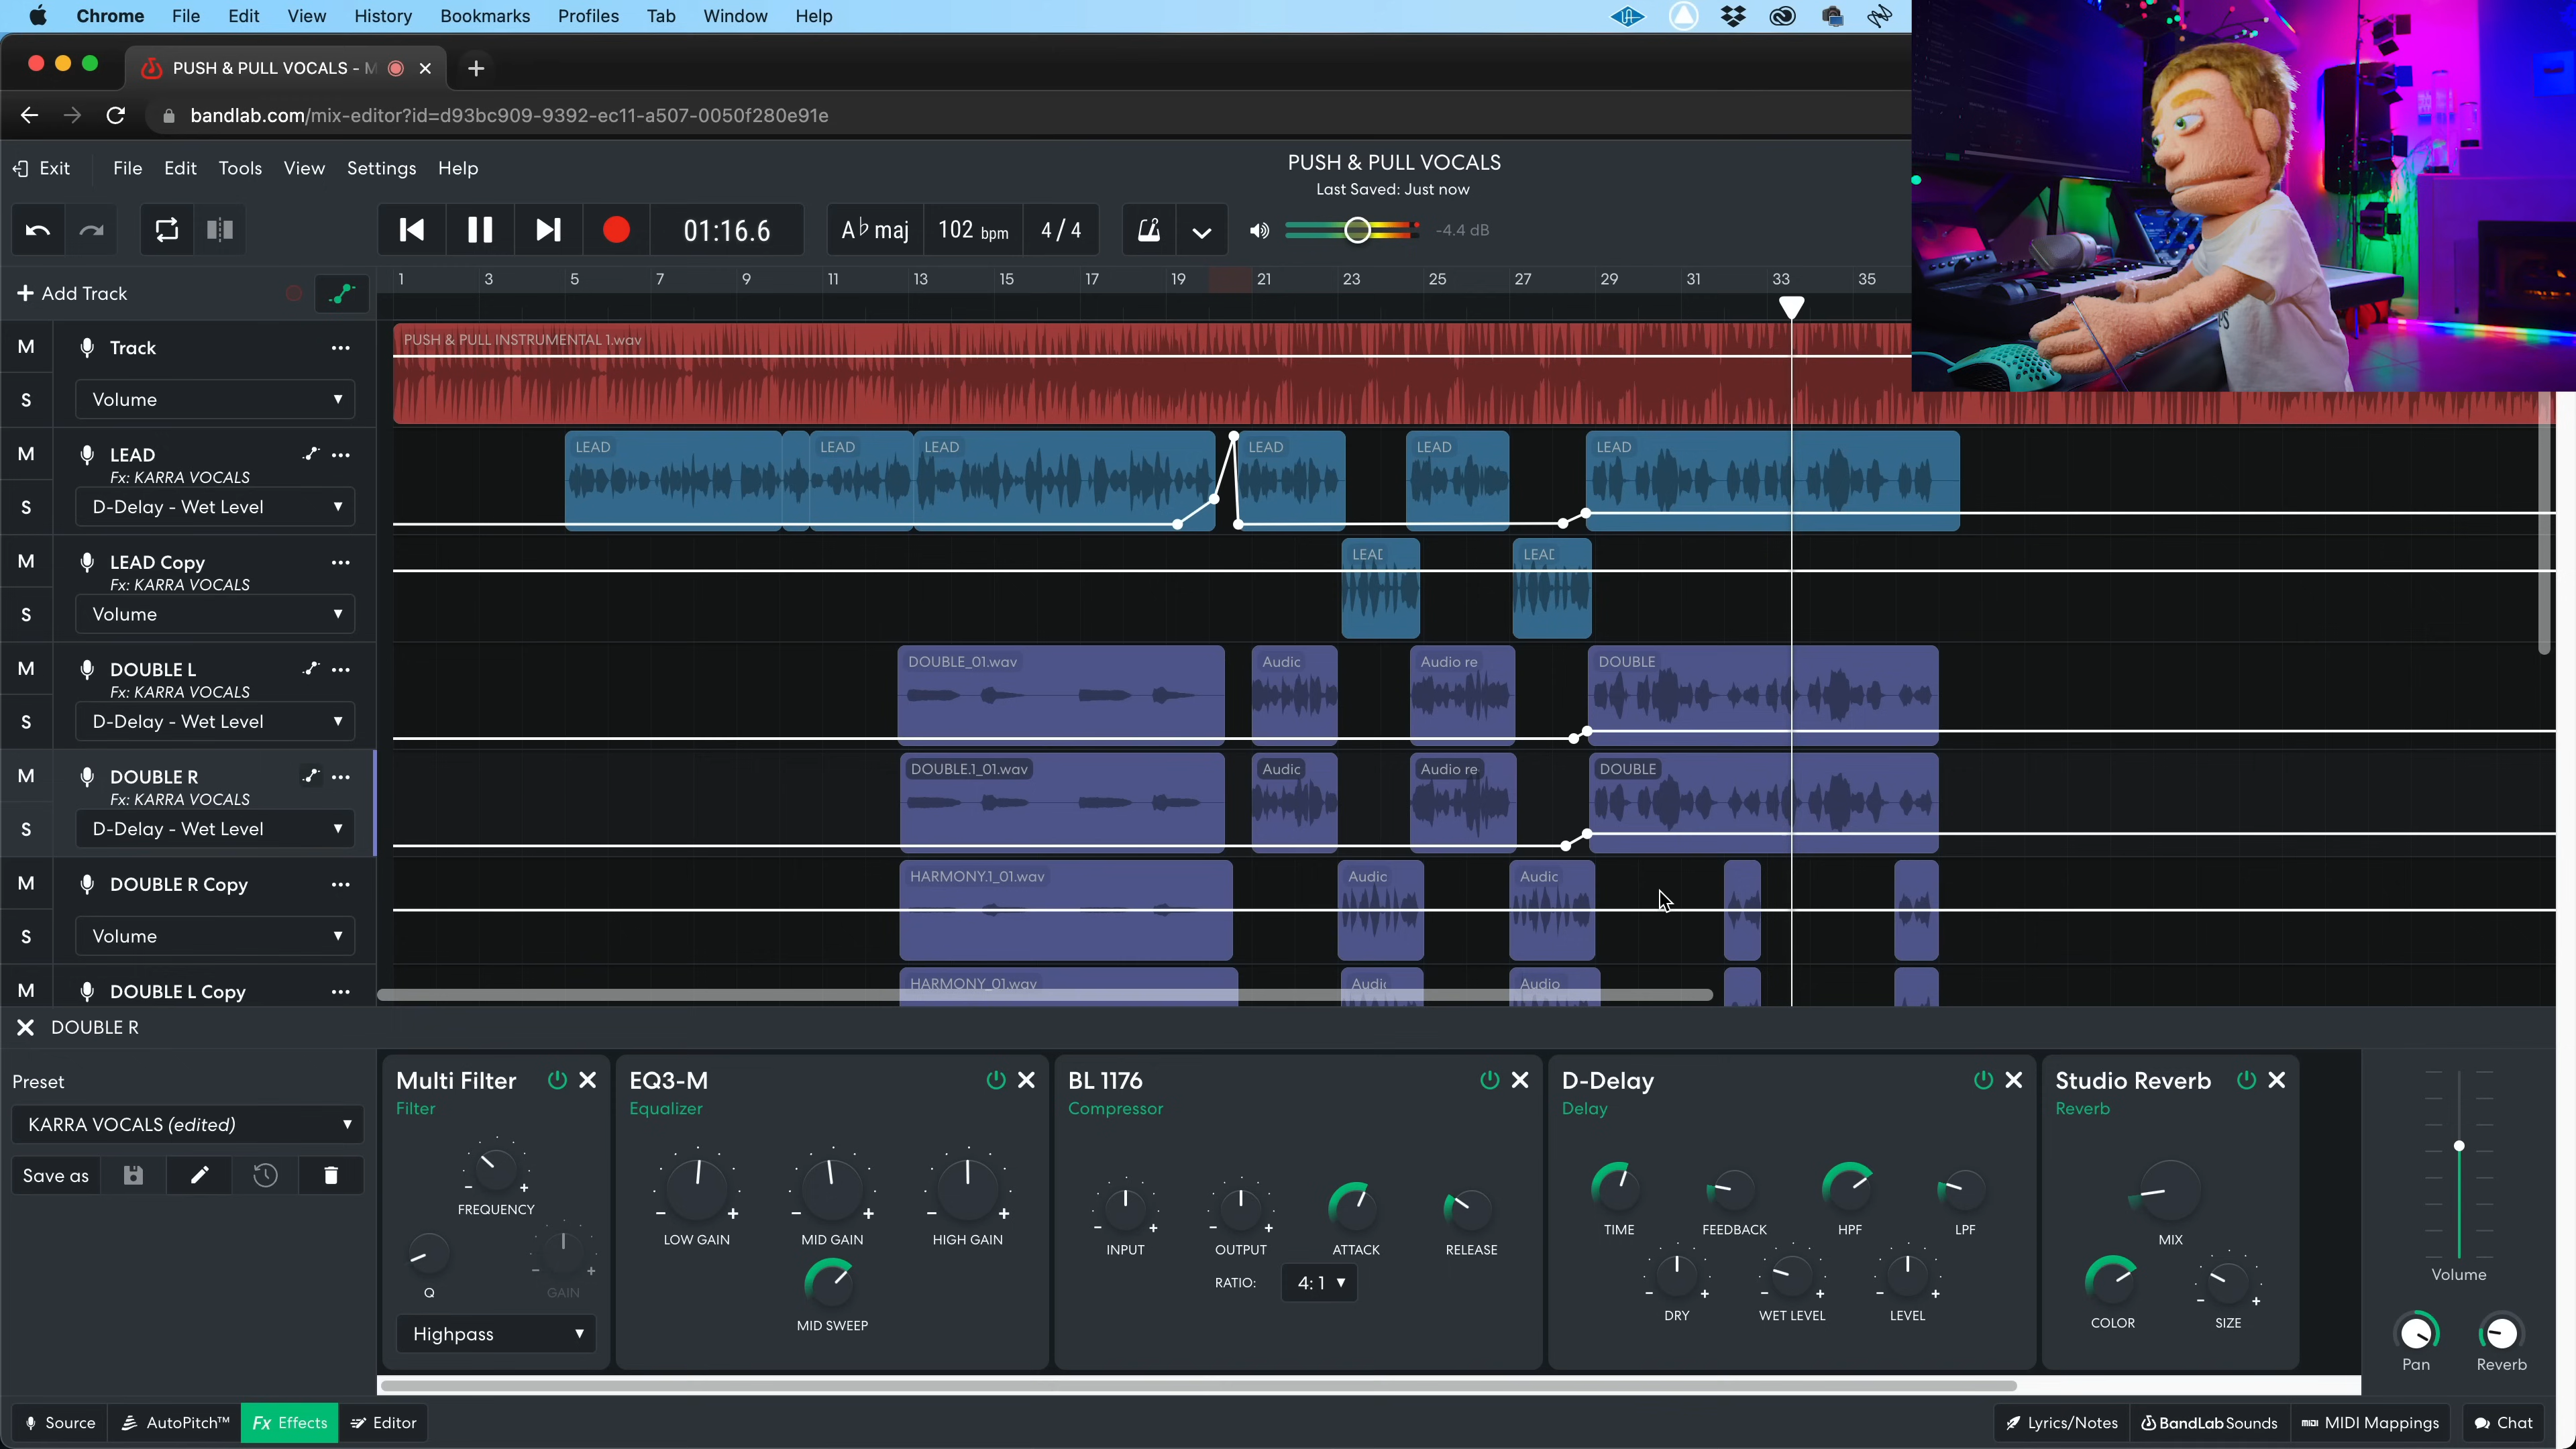 Chrome File Edit View History Bookmarks Profiles Tab Window Help
PUSH & PULL VOCALS - M
bandlab.com/mix-editor?id=d93bc909-9392-ec11-a507-0050f280e91e
Exit File Edit Tools View Settings Help
PUSH & PULL VOCALS
Last Saved: Just now
01:16.6 A♭ maj 102 bpm 4 / 4 -4.4 dB
+ Add Track
1 3 5 7 9 11 13 15 17 19 21 23 25 27 29 31 33 35
M Track
PUSH & PULL INSTRUMENTAL 1.wav
S Volume
M LEAD
Fx: KARRA VOCALS
S D-Delay - Wet Level
LEAD LEAD LEAD LEAD LEAD LEAD
M LEAD Copy
Fx: KARRA VOCALS
S Volume
LEAD LEAD
M DOUBLE L
Fx: KARRA VOCALS
S D-Delay - Wet Level
DOUBLE_01.wav Audic Audio re DOUBLE
M DOUBLE R
Fx: KARRA VOCALS
S D-Delay - Wet Level
DOUBLE.1_01.wav Audic Audio re DOUBLE
M DOUBLE R Copy
S Volume
HARMONY.1_01.wav Audic Audic
M DOUBLE L Copy
HARMONY_01.wav Audic Audio
DOUBLE R
Preset
KARRA VOCALS (edited)
Save as
Multi Filter
Filter
FREQUENCY
Q GAIN
Highpass
EQ3-M
Equalizer
LOW GAIN MID GAIN HIGH GAIN
MID SWEEP
BL 1176
Compressor
INPUT OUTPUT ATTACK RELEASE
RATIO: 4:1
D-Delay
Delay
TIME FEEDBACK HPF LPF
DRY WET LEVEL LEVEL
Studio Reverb
Reverb
MIX
COLOR SIZE
Volume
Pan Reverb
Source AutoPitch™ Fx Effects Editor
Lyrics/Notes BandLab Sounds MIDI MIDI Mappings Chat